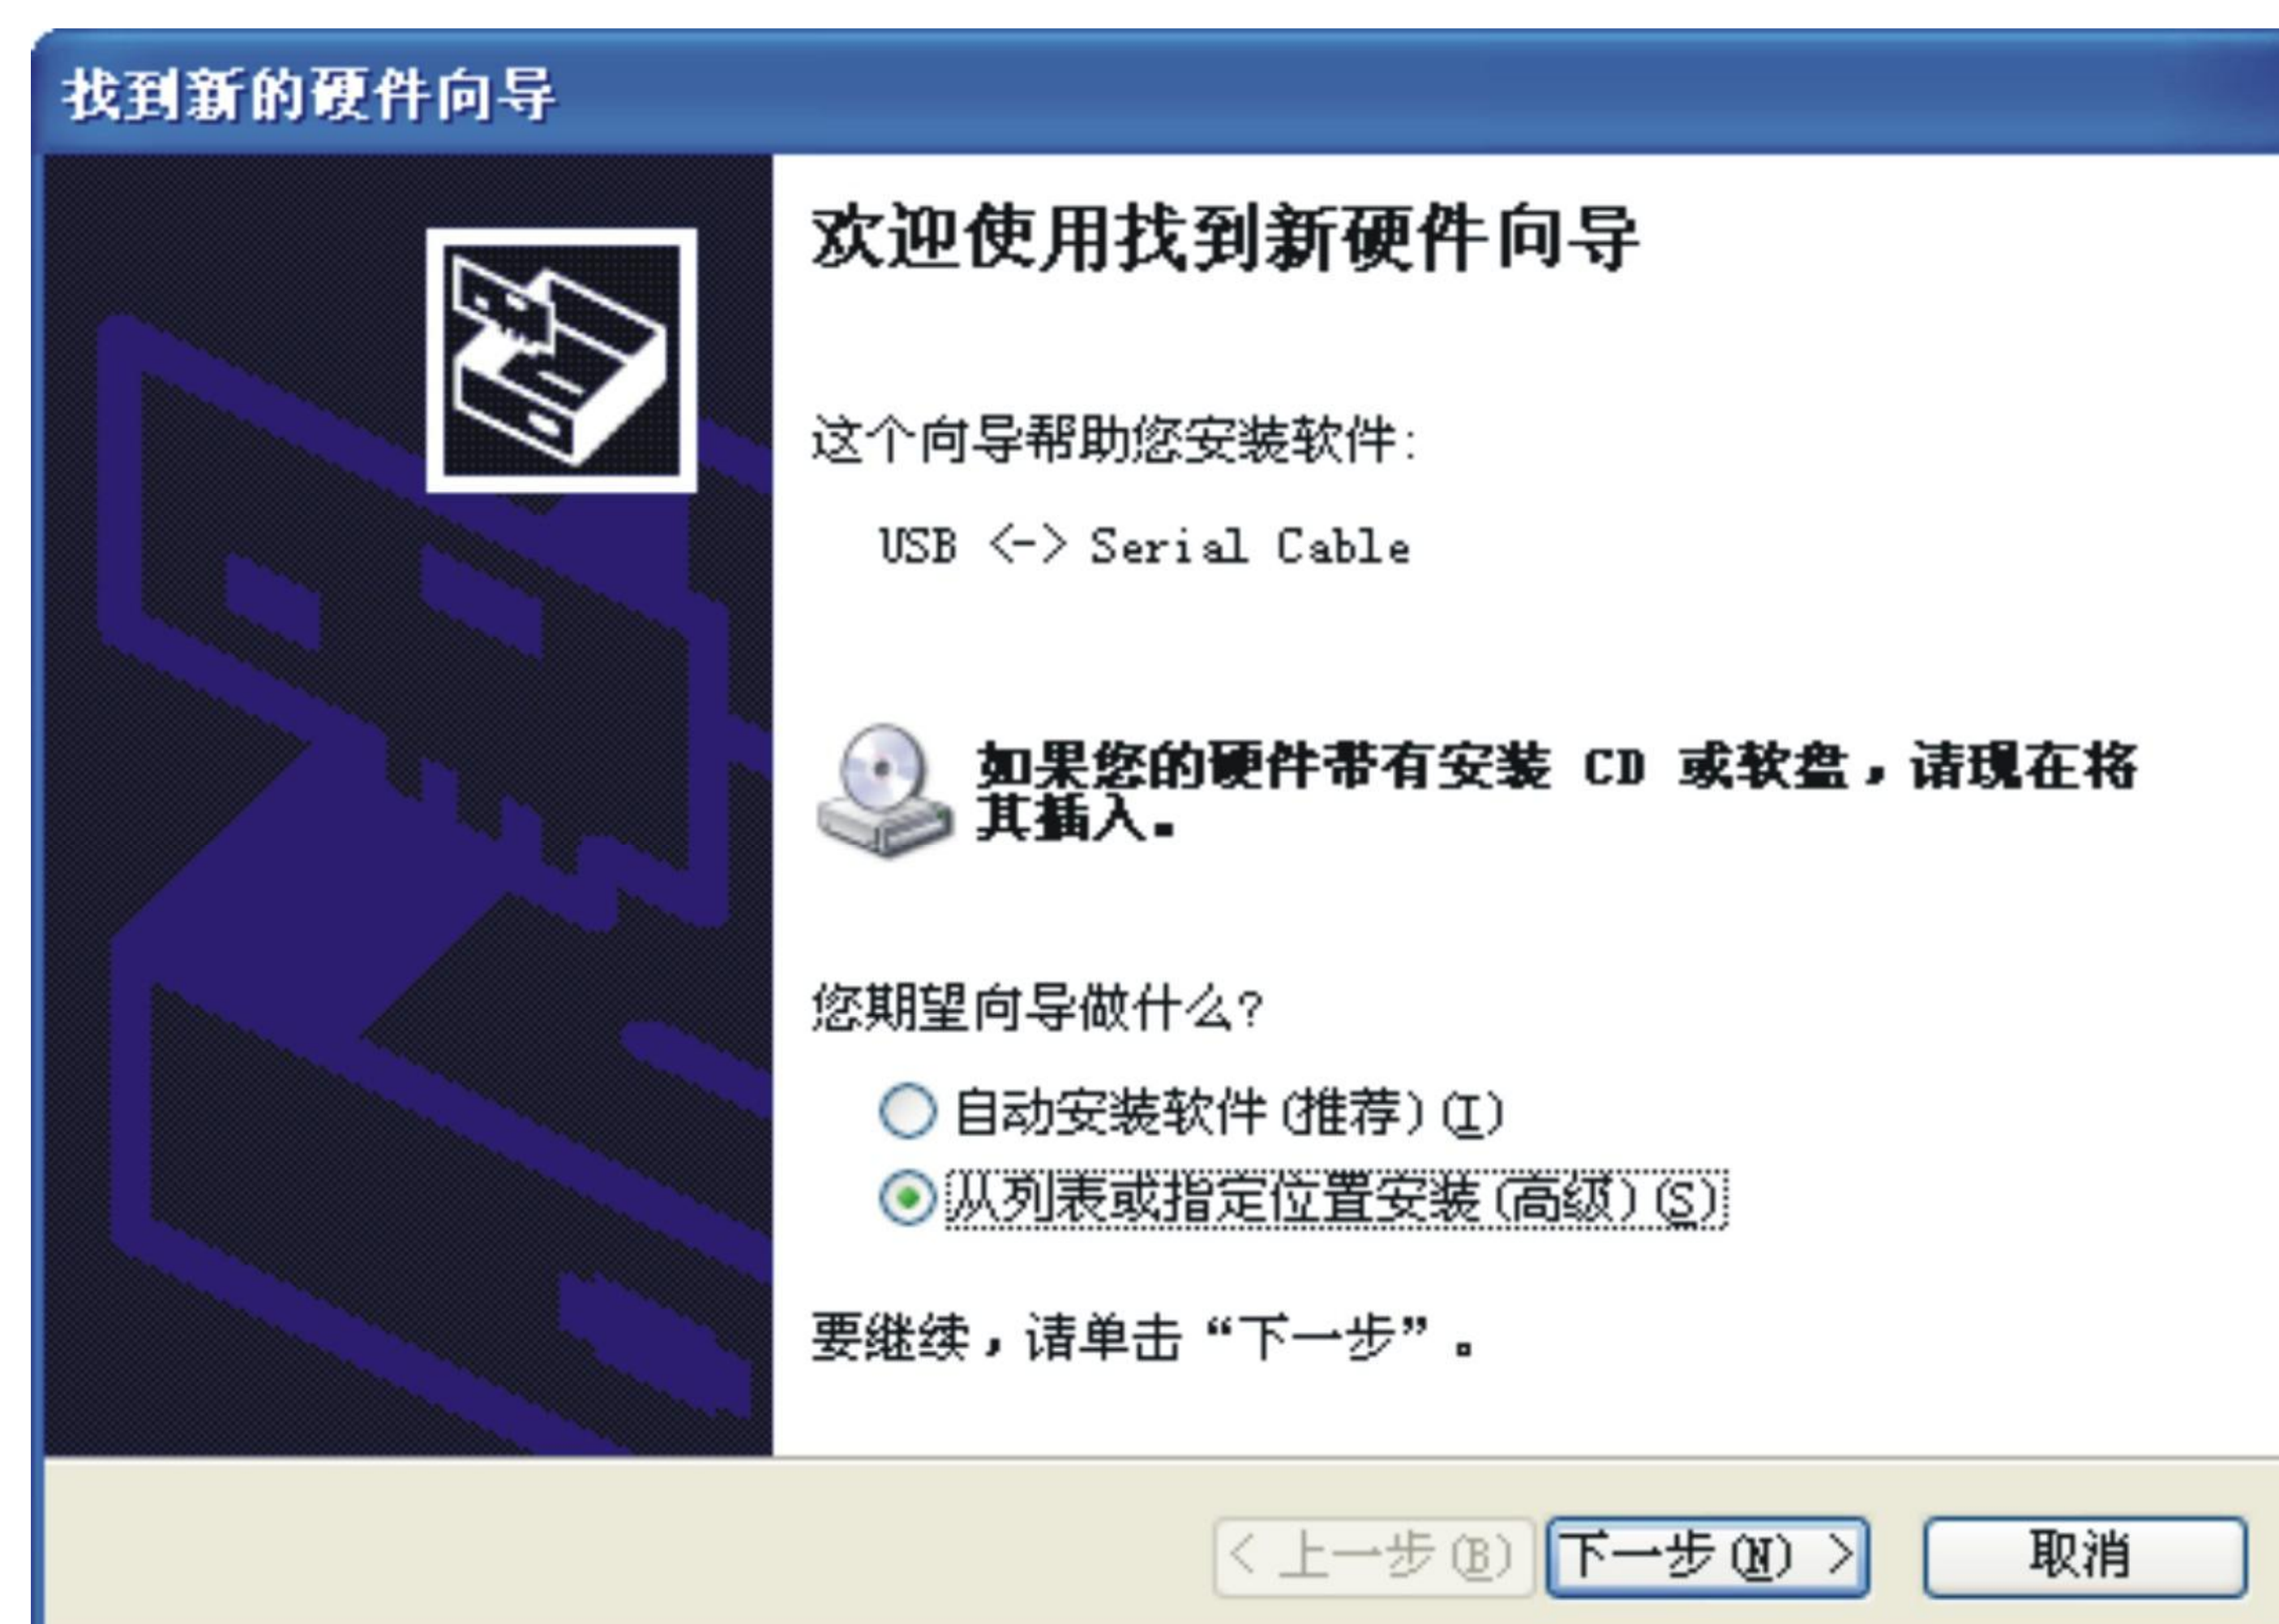 找到新的硬件向导
欢迎使用找到新硬件向导
这个向导帮助您安装软件:
USB <-> Serial Cable
如果您的硬件带有安装 CD 或软盘，请现在将
其插入。
您期望向导做什么?
自动安装软件(推荐)(I)
从列表或指定位置安装(高级)(S)
要继续，请单击“下一步”。
< 上一步(B) 下一步(N) > 取消